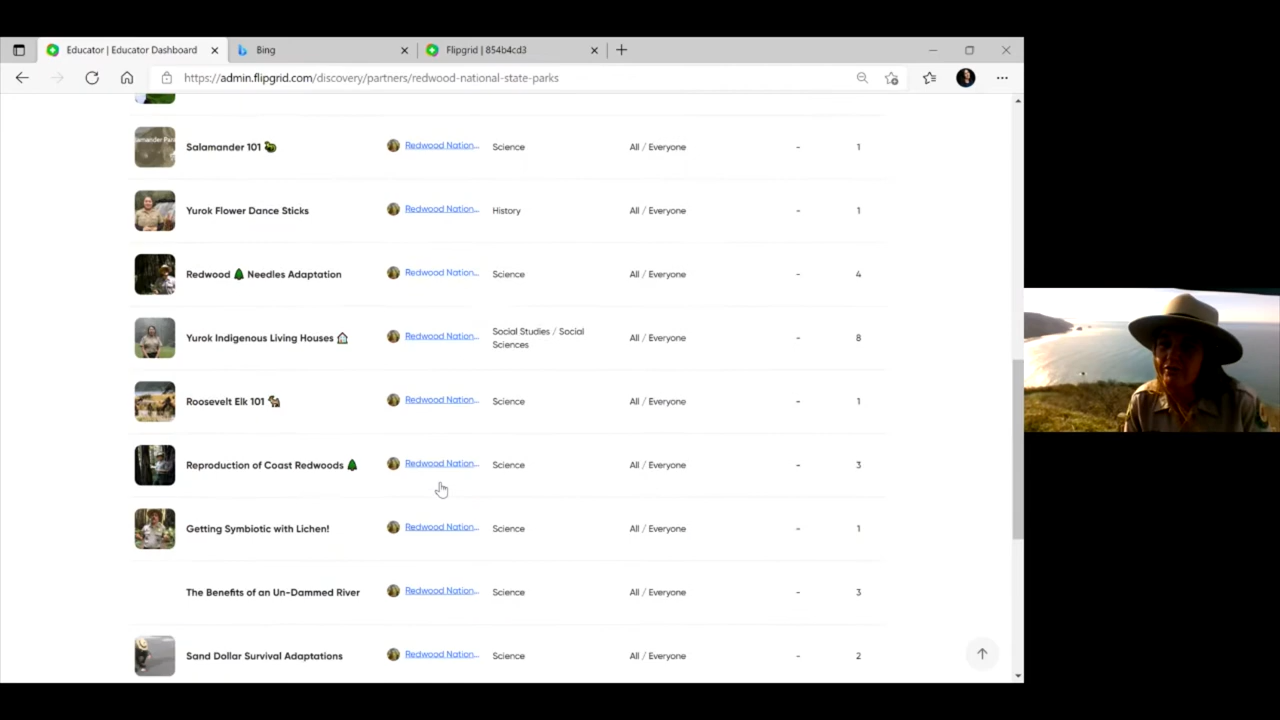 Educator | Educator Dashboard
Bing
Flipgrid | 854b4cd3
https://admin.flipgrid.com/discovery/partners/redwood-national-state-parks
Salamander 101 Redwood Nation... Science All / Everyone - 1
Yurok Flower Dance Sticks Redwood Nation... History All / Everyone - 1
Redwood 🌲 Needles Adaptation Redwood Nation... Science All / Everyone - 4
Yurok Indigenous Living Houses Redwood Nation... Social Studies / Social All / Everyone - 8
Sciences
Roosevelt Elk 101 Redwood Nation... Science All / Everyone - 1
Reproduction of Coast Redwoods 🌲 Redwood Nation... Science All / Everyone - 3
Getting Symbiotic with Lichen! Redwood Nation... Science All / Everyone - 1
The Benefits of an Un-Dammed River Redwood Nation... Science All / Everyone - 3
Sand Dollar Survival Adaptations Redwood Nation... Science All / Everyone - 2